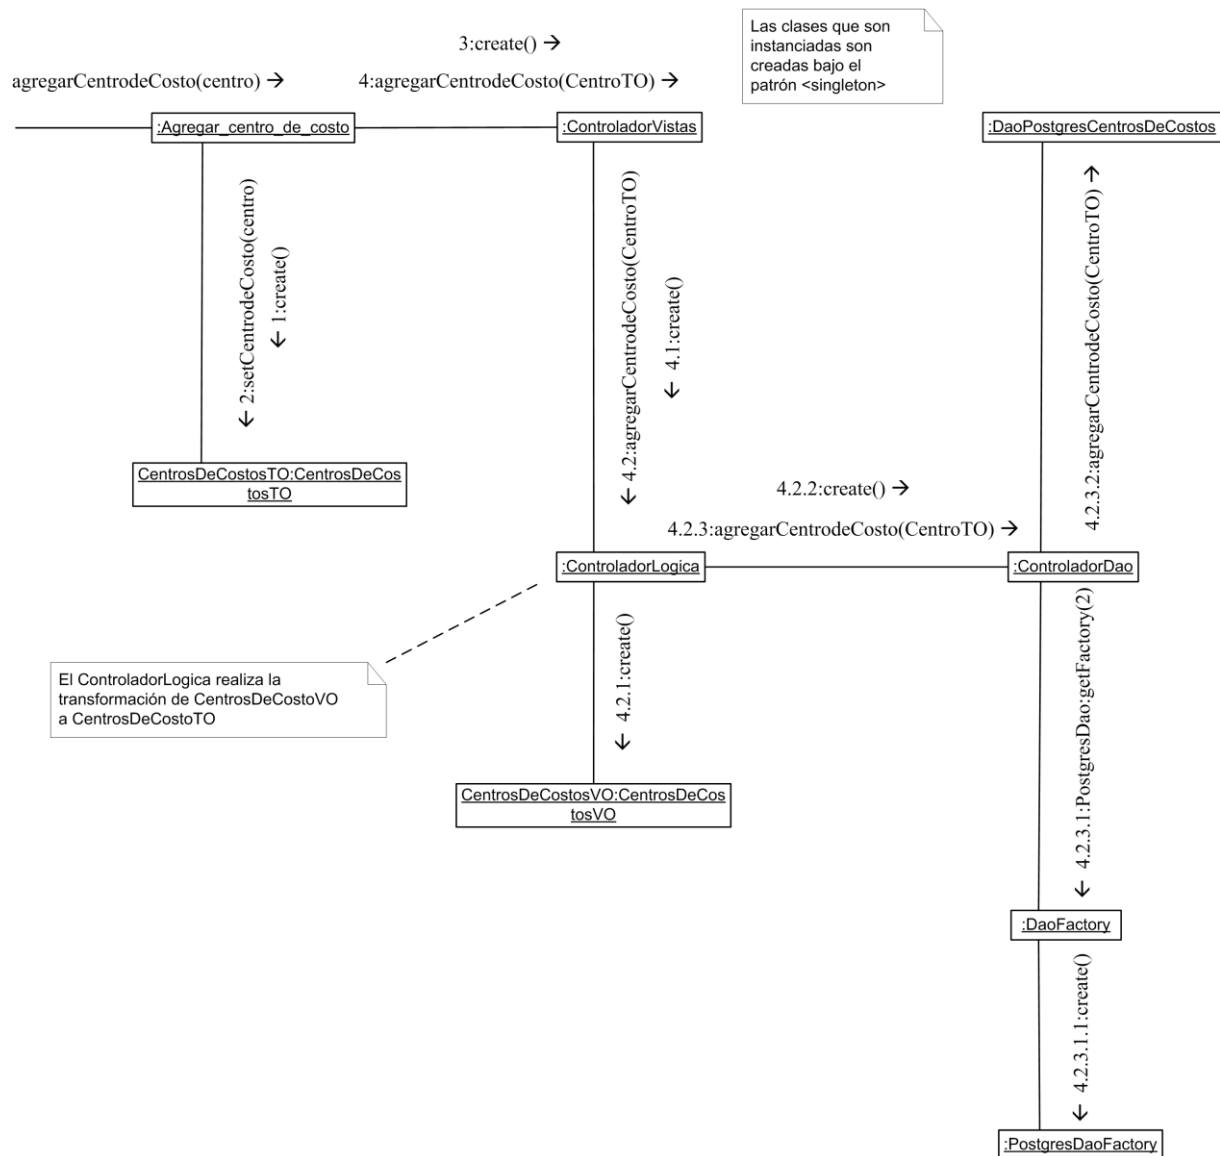 Las clases que son
instanciadas son
creadas bajo el
patrón <singleton>
3:create() →
agregarCentrodeCosto(centro) →
4:agregarCentrodeCosto(CentroTO) →
:Agregar_centro_de_costo
:ControladorVistas
:DaoPostgresCentrosDeCostos
← 2:setCentrodeCosto(centro)
← 1:create()
← 4.2:agregarCentrodeCosto(CentroTO)
← 4.1:create()
4.2.3.2:agregarCentrodeCosto(CentroTO) →
CentrosDeCostosTO:CentrosDeCos
tosTO
4.2.2:create() →
4.2.3:agregarCentrodeCosto(CentroTO) →
:ControladorLogica
:ControladorDao
El ControladorLogica realiza la
transformación de CentrosDeCostoVO
a CentrosDeCostoTO
← 4.2.1:create()
← 4.2.3.1:PostgresDao:getFactory(2)
CentrosDeCostosVO:CentrosDeCos
tosVO
:DaoFactory
← 4.2.3.1.1:create()
:PostgresDaoFactory